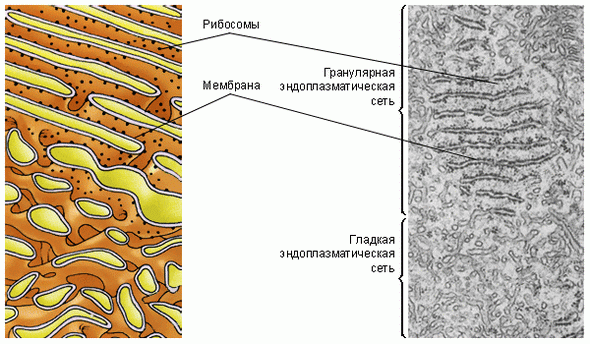 Рибосомы
Гранулярная
эндоплазматическая
сеть
Мембрана
Гладкая
эндоплазматическая
сеть